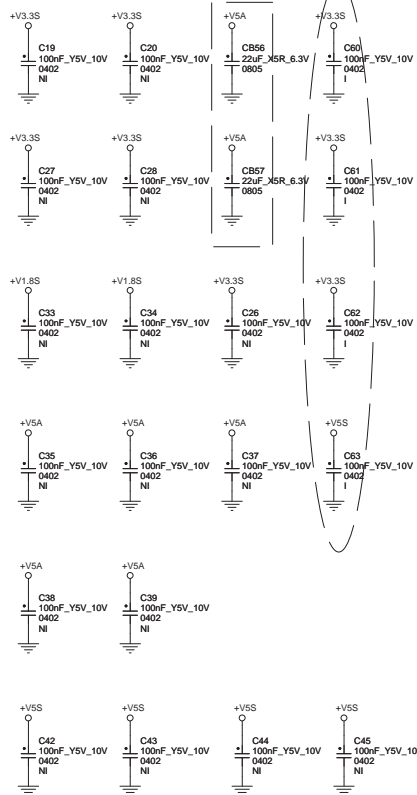 +V3.3S
C19
100nF_Y5V_10V
0402
NI
+V3.3S
C20
100nF_Y5V_10V
0402
NI
+V5A
CB56
22uF_X5R_6.3V
0805
+V3.3S
C60
100nF_Y5V_10V
0402
I
+V3.3S
C27
100nF_Y5V_10V
0402
NI
+V3.3S
C28
100nF_Y5V_10V
0402
NI
+V5A
CB57
22uF_X5R_6.3V
0805
+V3.3S
C61
100nF_Y5V_10V
0402
I
+V1.8S
C33
100nF_Y5V_10V
0402
NI
+V1.8S
C34
100nF_Y5V_10V
0402
NI
+V3.3S
C26
100nF_Y5V_10V
0402
NI
+V3.3S
C62
100nF_Y5V_10V
0402
I
+V5A
C35
100nF_Y5V_10V
0402
NI
+V5A
C36
100nF_Y5V_10V
0402
NI
+V5A
C37
100nF_Y5V_10V
0402
NI
+V5S
C63
100nF_Y5V_10V
0402
I
+V5A
C38
100nF_Y5V_10V
0402
NI
+V5A
C39
100nF_Y5V_10V
0402
NI
+V5S
C42
100nF_Y5V_10V
0402
NI
+V5S
C43
100nF_Y5V_10V
0402
NI
+V5S
C44
100nF_Y5V_10V
0402
NI
+V5S
C45
100nF_Y5V_10
0402
NI